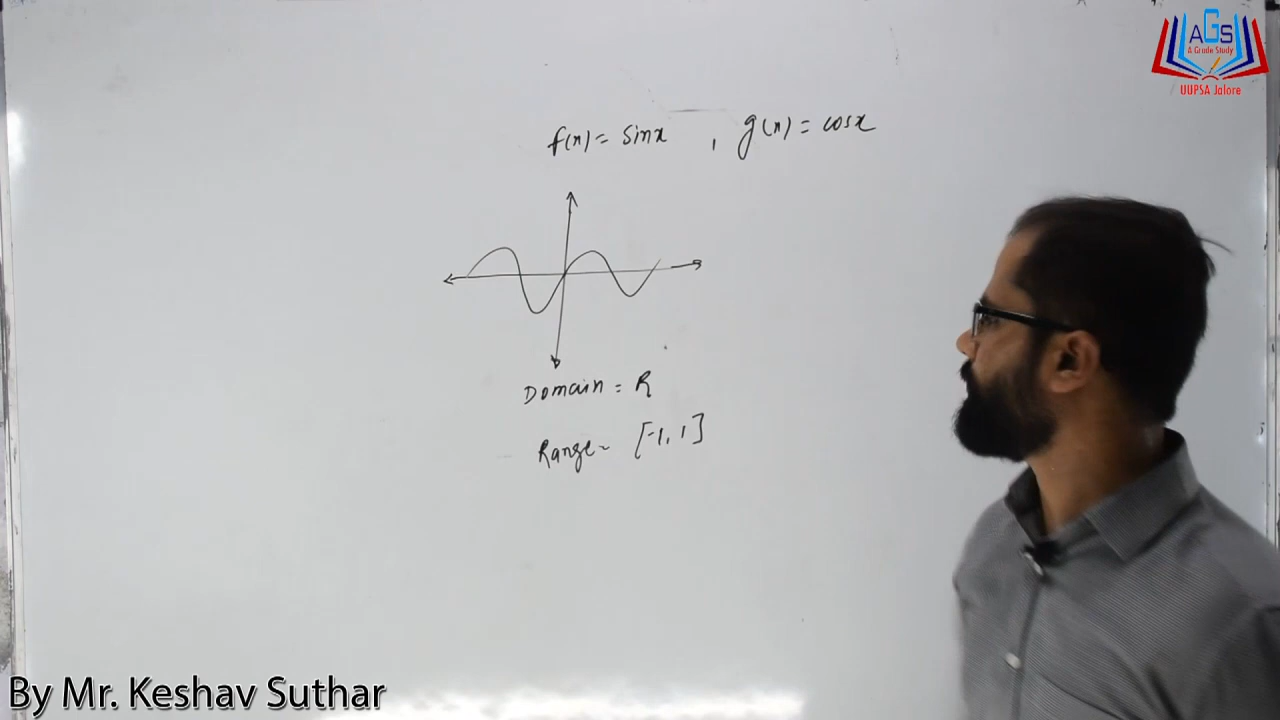 AGS
A Grade Study
UUPSA Jalore
f(x) = sinx , g(x) = cosx
Domain = R
Range = [-1, 1]
By Mr. Keshav Suthar